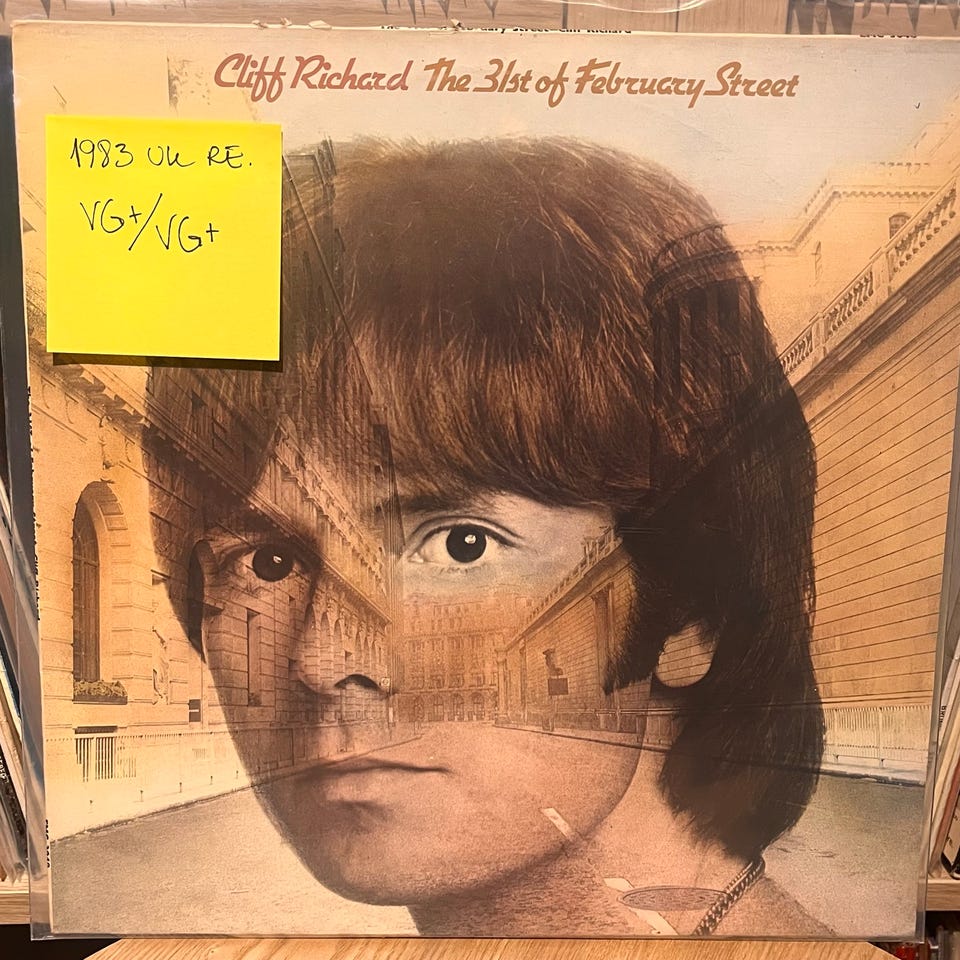 Cliff Richard The 31st of February Street
1983 UK RE.
VG+/VG+